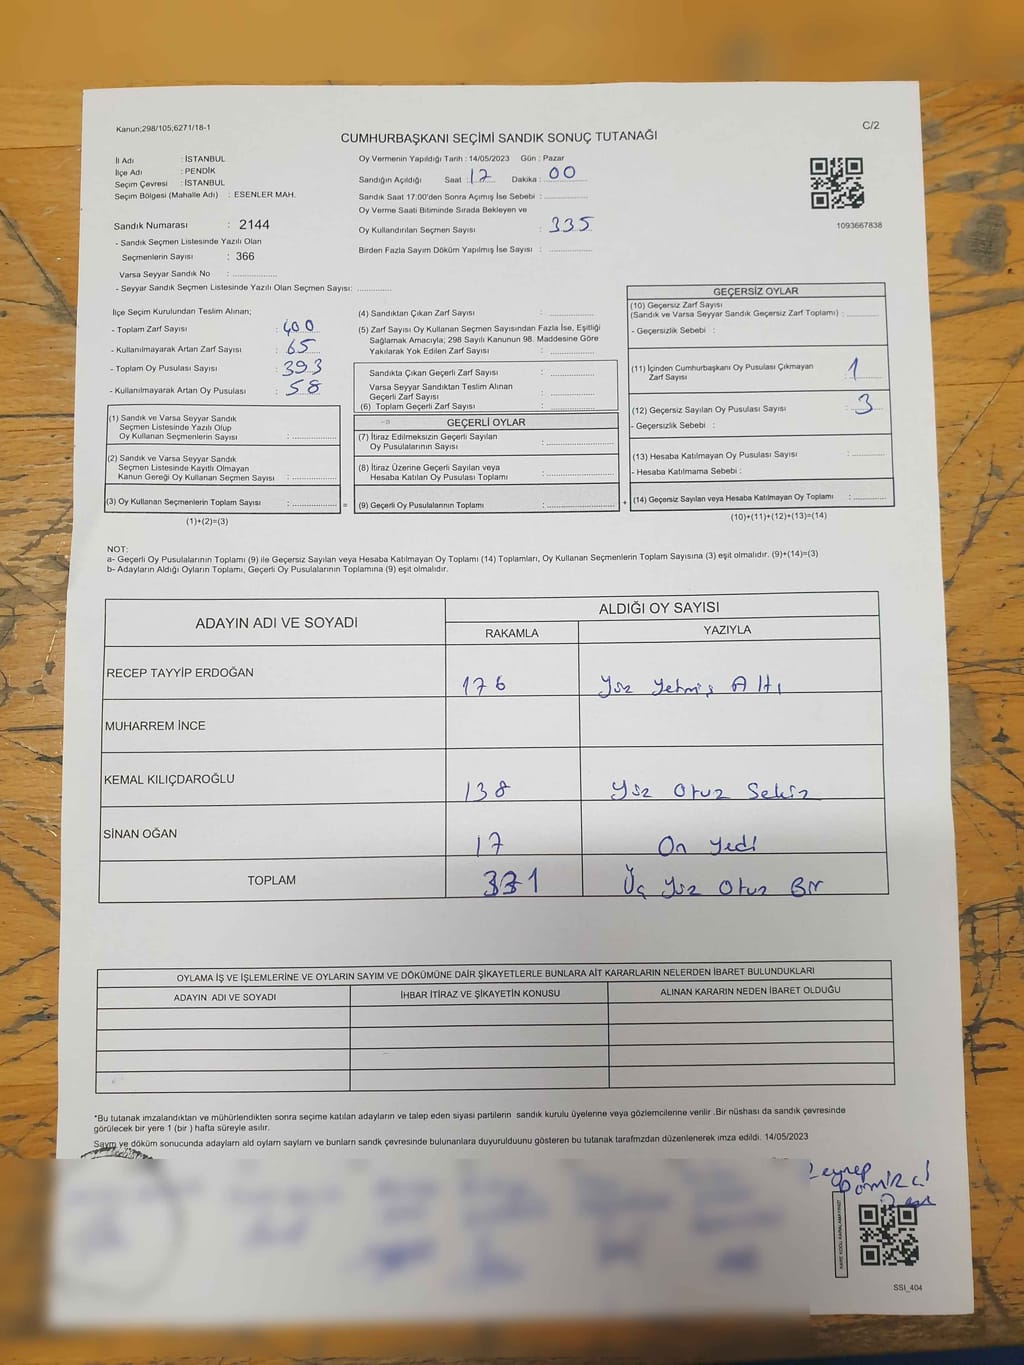 Kanun;298/105;6271/18-1
C/2
CUMHURBAŞKANI SEÇİMİ SANDIK SONUÇ TUTANAĞI
İl Adı : İSTANBUL
İlçe Adı : PENDİK
Seçim Çevresi : İSTANBUL
Seçim Bölgesi (Mahalle Adı) : ESENLER MAH.
Sandık Numarası : 2144
- Sandık Seçmen Listesinde Yazılı Olan
Seçmenlerin Sayısı : 366
Varsa Seyyar Sandık No : ..................
- Seyyar Sandık Seçmen Listesinde Yazılı Olan Seçmen Sayısı: ..............
Oy Vermenin Yapıldığı Tarih : 14/05/2023 Gün : Pazar
Sandığın Açıldığı Saat : 17 Dakika : 00
Sandık Saat 17:00'den Sonra Açımış İse Sebebi : ..................
Oy Verme Saati Bitiminde Sırada Bekleyen ve
Oy Kullandırılan Seçmen Sayısı : 335
Birden Fazla Sayım Döküm Yapılmış İse Sayısı : ..................
1093667838
İlçe Seçim Kurulundan Teslim Alınan;
- Toplam Zarf Sayısı : 400
- Kullanılmayarak Artan Zarf Sayısı : 65
- Toplam Oy Pusulası Sayısı : 393
- Kullanılmayarak Artan Oy Pusulası : 58
(1) Sandık ve Varsa Seyyar Sandık
Seçmen Listesinde Yazılı Olup
Oy Kullanan Seçmenlerin Sayısı : ..................
(2) Sandık ve Varsa Seyyar Sandık
Seçmen Listesinde Kayıtlı Olmayan
Kanun Gereği Oy Kullanan Seçmen Sayısı : ..................
(3) Oy Kullanan Seçmenlerin Toplam Sayısı : .................. =
(1)+(2)=(3)
(4) Sandıktan Çıkan Zarf Sayısı : ..................
(5) Zarf Sayısı Oy Kullanan Seçmen Sayısından Fazla İse, Eşitliği
Sağlamak Amacıyla; 298 Sayılı Kanunun 98. Maddesine Göre
Yakılarak Yok Edilen Zarf Sayısı : ..................
Sandıkta Çıkan Geçerli Zarf Sayısı : ..................
Varsa Seyyar Sandıktan Teslim Alınan
Geçerli Zarf Sayısı : ..................
(6) Toplam Geçerli Zarf Sayısı : ..................
GEÇERLİ OYLAR
(7) İtiraz Edilmeksizin Geçerli Sayılan
Oy Pusulalarının Sayısı : ..................
(8) İtiraz Üzerine Geçerli Sayılan veya
Hesaba Katılan Oy Pusulaları Toplamı : ..................
(9) Geçerli Oy Pusulalarının Toplamı : .................. +
GEÇERSİZ OYLAR
(10) Geçersiz Zarf Sayısı
(Sandık ve Varsa Seyyar Sandık Geçersiz Zarf Toplamı) : ............
- Geçersizlik Sebebi :
(11) İçinden Cumhurbaşkanı Oy Pusulası Çıkmayan
Zarf Sayısı : 1
(12) Geçersiz Sayılan Oy Pusulası Sayısı : 3
- Geçersizlik Sebebi :
(13) Hesaba Katılmayan Oy Pusulası Sayısı : ............
- Hesaba Katılmama Sebebi :
(14) Geçersiz Sayılan veya Hesaba Katılmayan Oy Toplamı : ............
(10)+(11)+(12)+(13)=(14)
NOT:
a- Geçerli Oy Pusulalarının Toplamı (9) ile Geçersiz Sayılan veya Hesaba Katılmayan Oy Toplamı (14) Toplamları, Oy Kullanan Seçmenlerin Toplam Sayısına (3) eşit olmalıdır. (9)+(14)=(3)
b- Adayların Aldığı Oyların Toplamı, Geçerli Oy Pusulalarının Toplamına (9) eşit olmalıdır.
ADAYIN ADI VE SOYADI ALDIĞI OY SAYISI
RAKAMLA YAZIYLA
RECEP TAYYİP ERDOĞAN 176 Yüz Yetmiş Altı
MUHARREM İNCE
KEMAL KILIÇDAROĞLU 138 Yüz Otuz Sekiz
SİNAN OĞAN 17 On Yedi
TOPLAM 331 Üç Yüz Otuz Bir
OYLAMA İŞ VE İŞLEMLERİNE VE OYLARIN SAYIM VE DÖKÜMÜNE DAİR ŞİKAYETLERLE BUNLARA AİT KARARLARIN NELERDEN İBARET BULUNDUKLARI
ADAYIN ADI VE SOYADI İHBAR İTİRAZ VE ŞİKAYETİN KONUSU ALINAN KARARIN NEDEN İBARET OLDUĞU
*Bu tutanak imzalandıktan ve mühürlendikten sonra seçime katılan adayların ve talep eden siyasi partilerin sandık kurulu üyelerine veya gözlemcilerine verilir .Bir nüshası da sandık çevresinde
görülecek bir yere 1 (bir ) hafta süreyle asılır.
Sayım ve döküm sonucunda adayların aldı oyların sayıların ve bunların sandık çevresinde bulunanlara duyurulduunu gösteren bu tutanak tarafmzdan düzenlenerek imza edildi. 14/05/2023
Zeynep
SSI_404